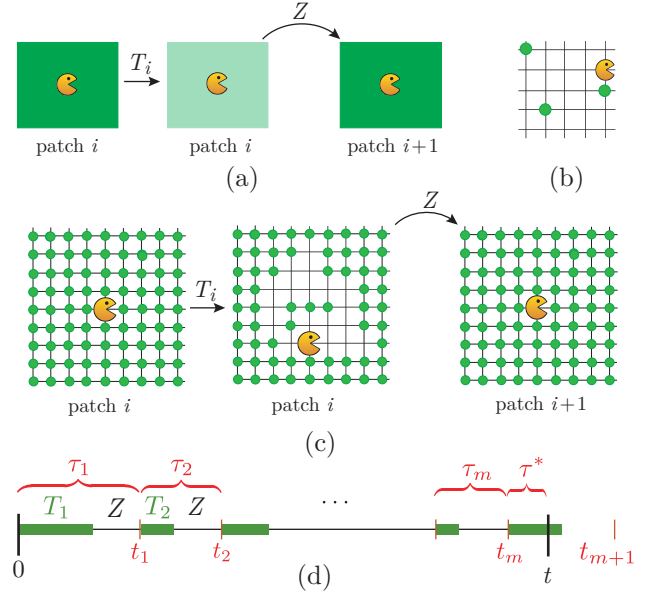 Z
T_i
patch i
patch i
patch i+1
(a)
(b)
Z
T_i
patch i
patch i
patch i+1
(c)
τ_1 τ_2 τ_m τ^*
T_1 Z T_2 Z ...
t_1 t_2 t_m t_{m+1}
0 t
(d)